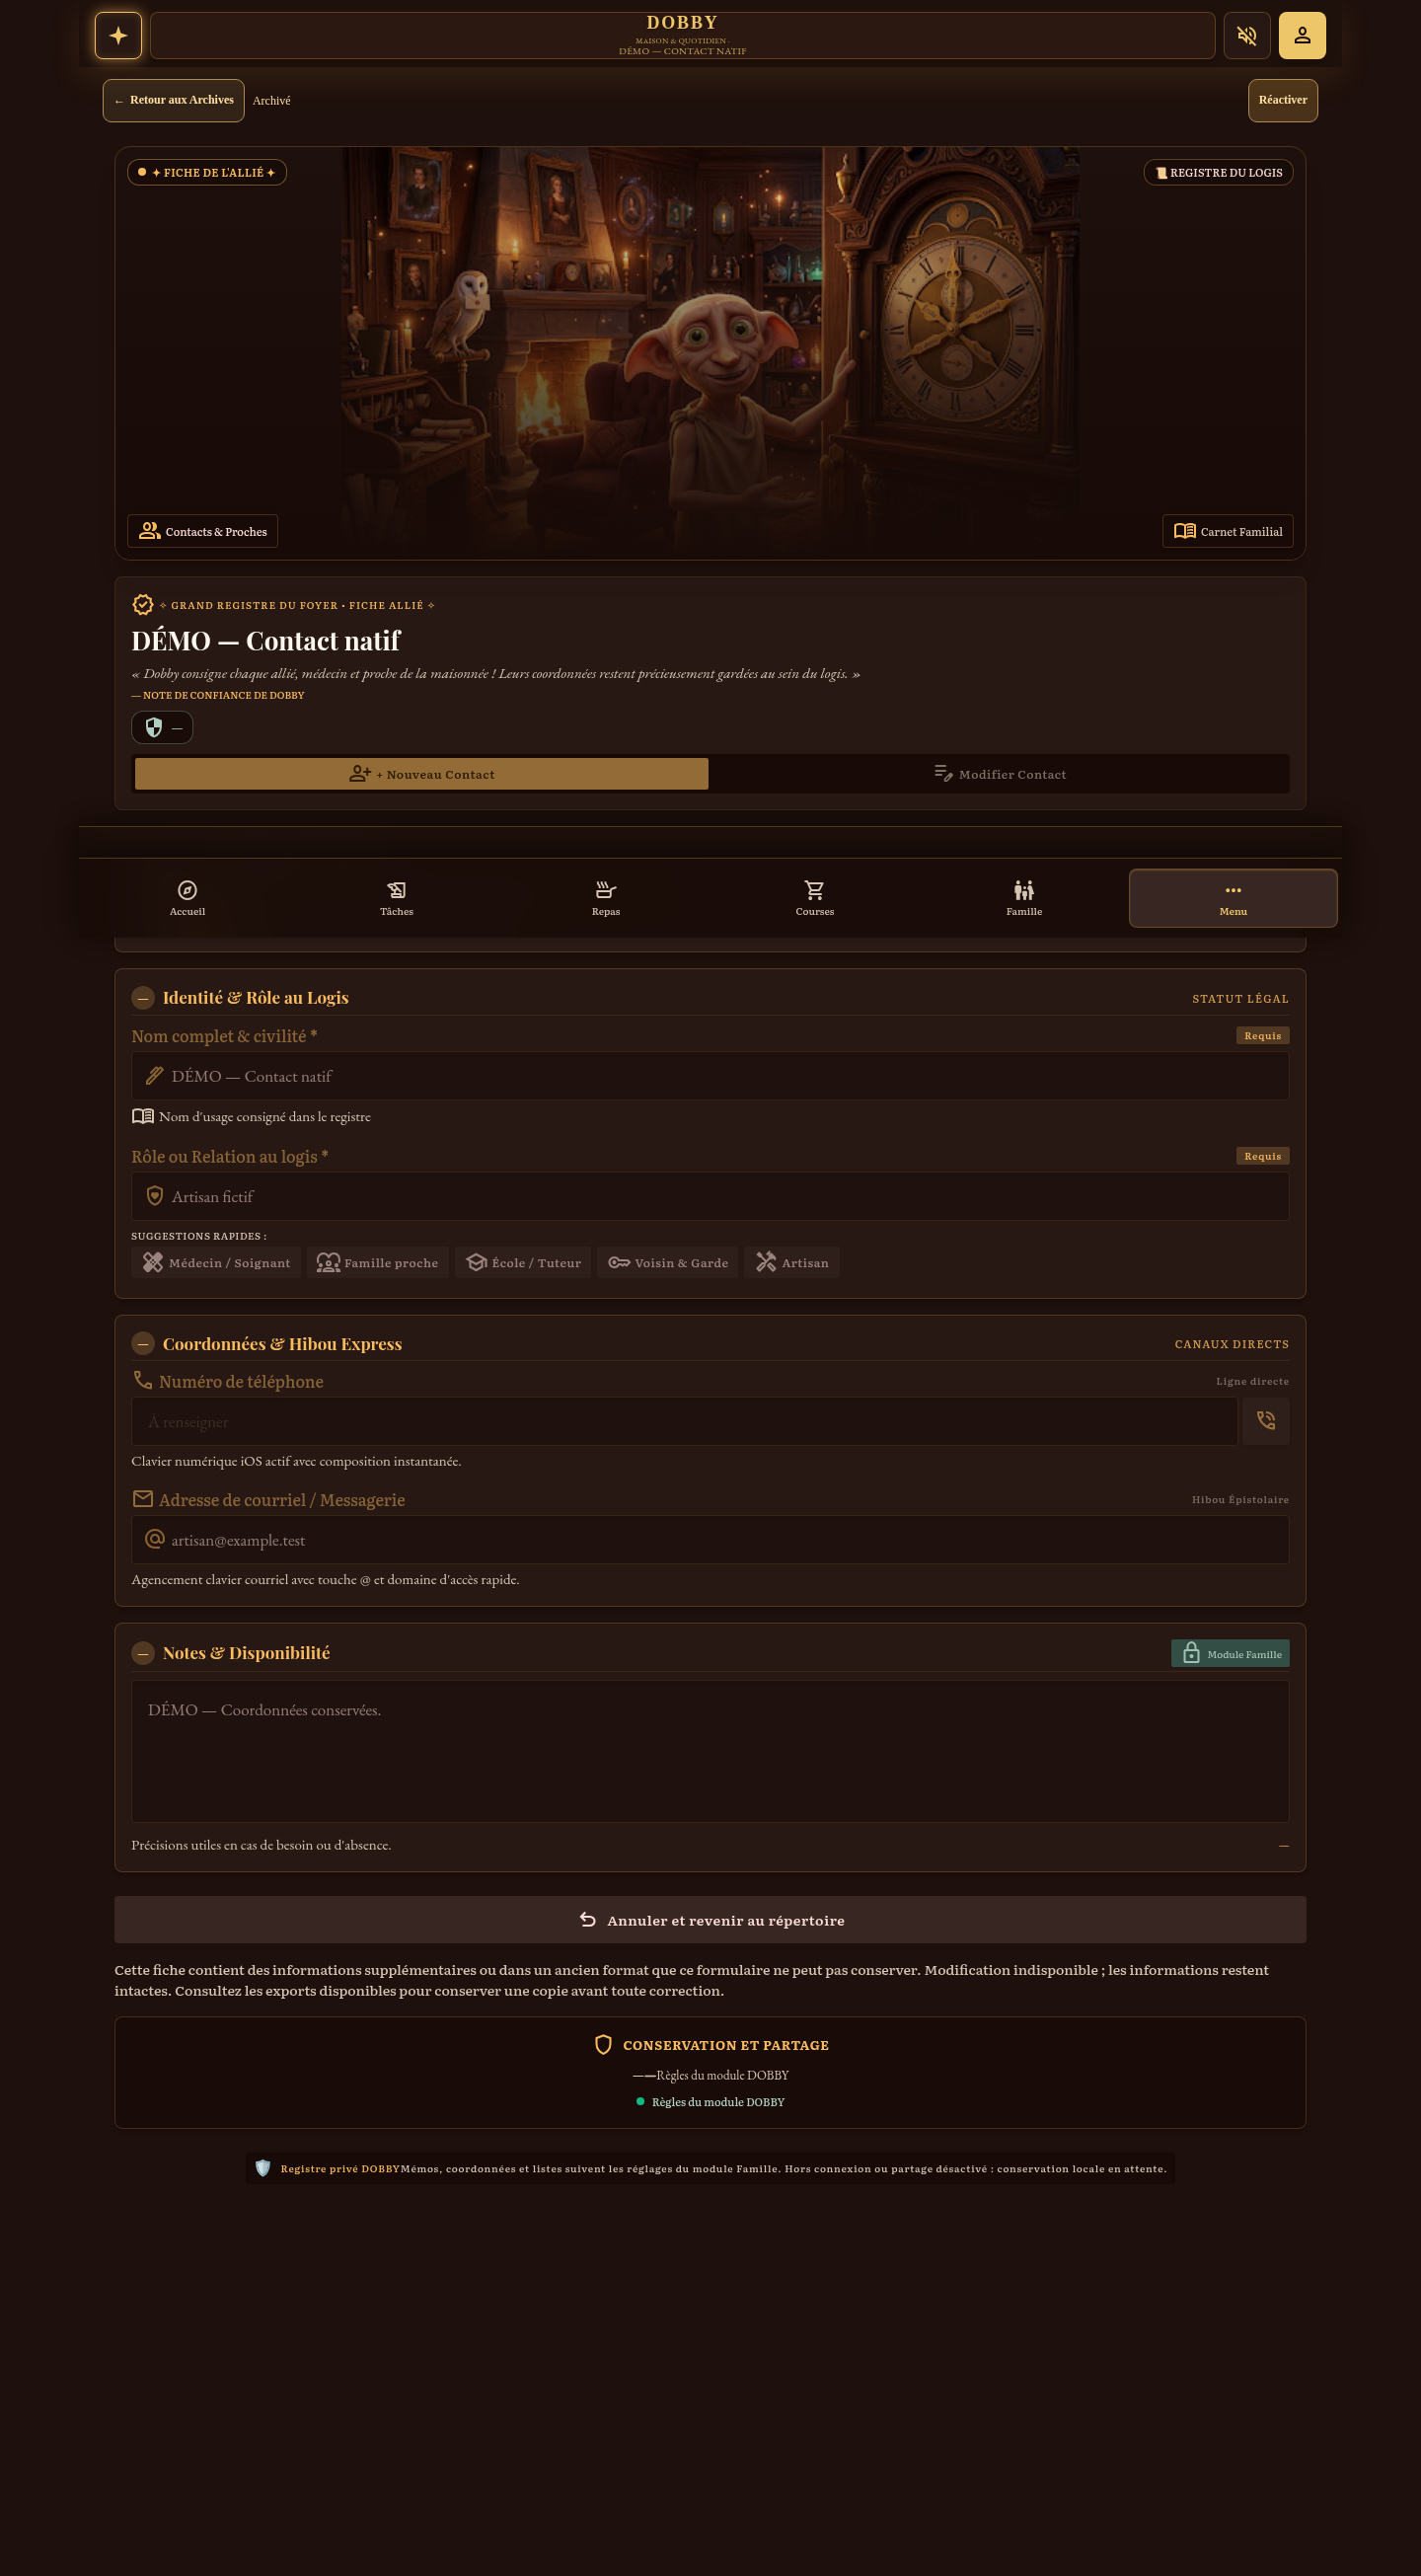 DOBBY
MAISON & QUOTIDIEN ·
DÉMO — CONTACT NATIF
← Retour aux Archives
Archivé
Réactiver
✦ FICHE DE L'ALLIÉ ✦
📜 REGISTRE DU LOGIS
Contacts & Proches
Carnet Familial
✧ GRAND REGISTRE DU FOYER • FICHE ALLIÉ ✧
DÉMO — Contact natif
« Dobby consigne chaque allié, médecin et proche de la maisonnée ! Leurs coordonnées restent précieusement gardées au sein du logis. »
— NOTE DE CONFIANCE DE DOBBY
—
+ Nouveau Contact
Modifier Contact
Accueil
Tâches
Repas
Courses
Famille
Menu
— Identité & Rôle au Logis
STATUT LÉGAL
Nom complet & civilité *
Requis
DÉMO — Contact natif
Nom d'usage consigné dans le registre
Rôle ou Relation au logis *
Requis
Artisan fictif
SUGGESTIONS RAPIDES :
Médecin / Soignant
Famille proche
École / Tuteur
Voisin & Garde
Artisan
— Coordonnées & Hibou Express
CANAUX DIRECTS
Numéro de téléphone
Ligne directe
À renseigner
Clavier numérique iOS actif avec composition instantanée.
Adresse de courriel / Messagerie
Hibou Épistolaire
artisan@example.test
Agencement clavier courriel avec touche @ et domaine d'accès rapide.
— Notes & Disponibilité
Module Famille
DÉMO — Coordonnées conservées.
Précisions utiles en cas de besoin ou d'absence.
—
Annuler et revenir au répertoire
Cette fiche contient des informations supplémentaires ou dans un ancien format que ce formulaire ne peut pas conserver. Modification indisponible ; les informations restent
intactes. Consultez les exports disponibles pour conserver une copie avant toute correction.
CONSERVATION ET PARTAGE
——Règles du module DOBBY
Règles du module DOBBY
Registre privé DOBBYMémos, coordonnées et listes suivent les réglages du module Famille. Hors connexion ou partage désactivé : conservation locale en attente.